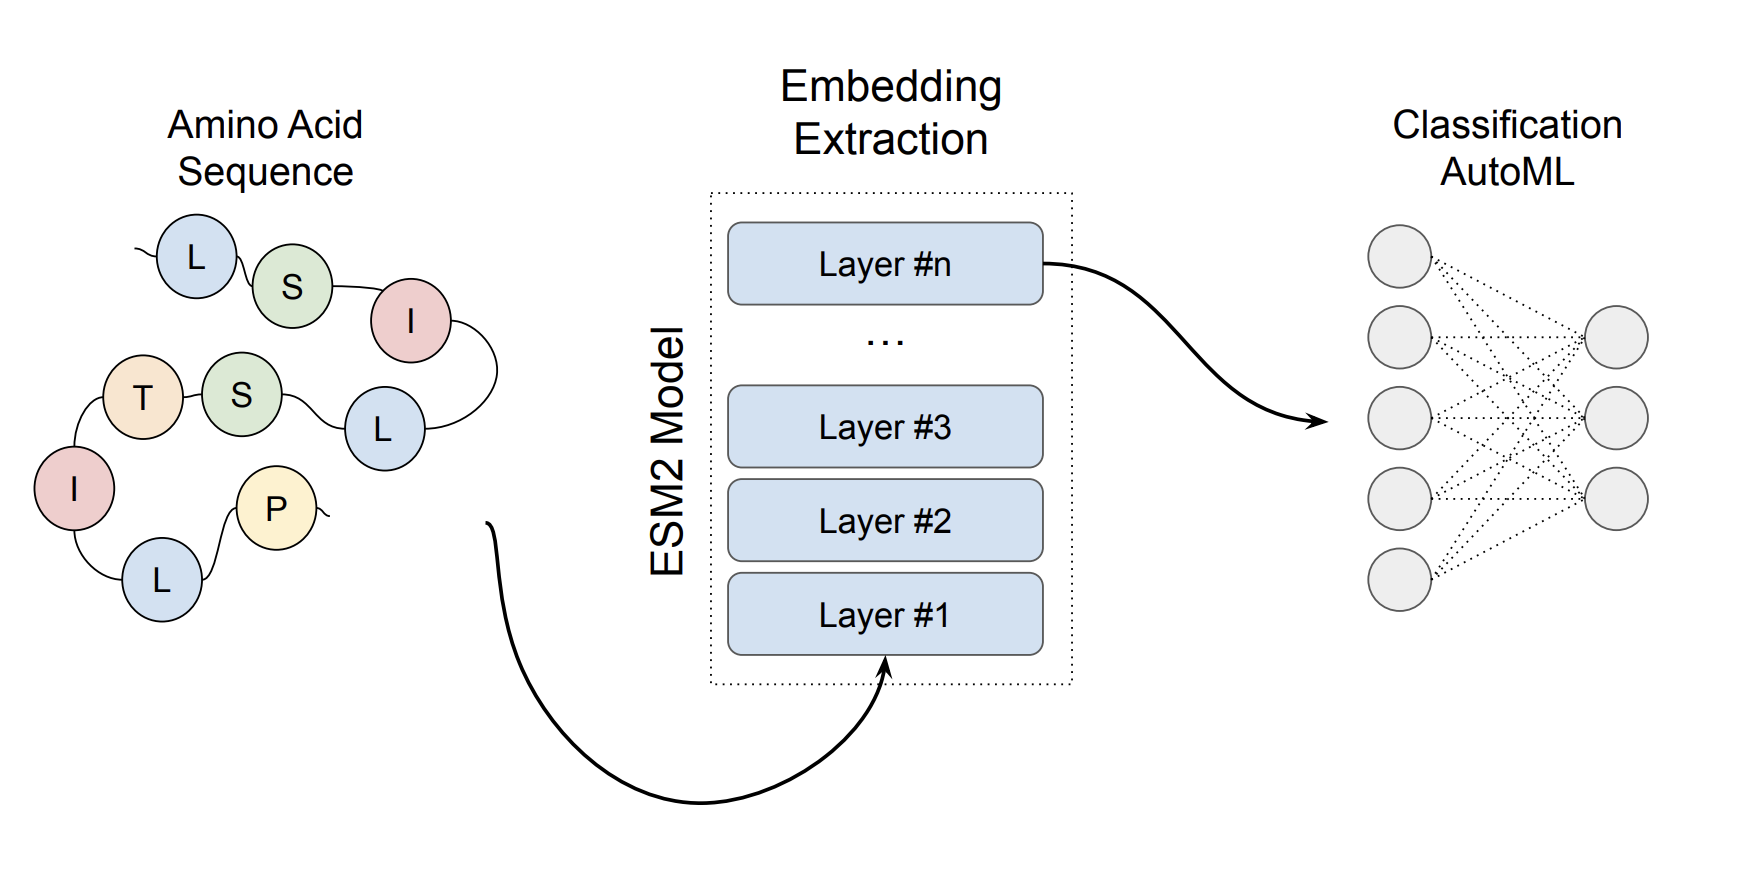 Amino Acid
Sequence
L
S
I
L
S
T
I
L
P
Embedding
Extraction
ESM2 Model
Layer #n
...
Layer #3
Layer #2
Layer #1
Classification
AutoML